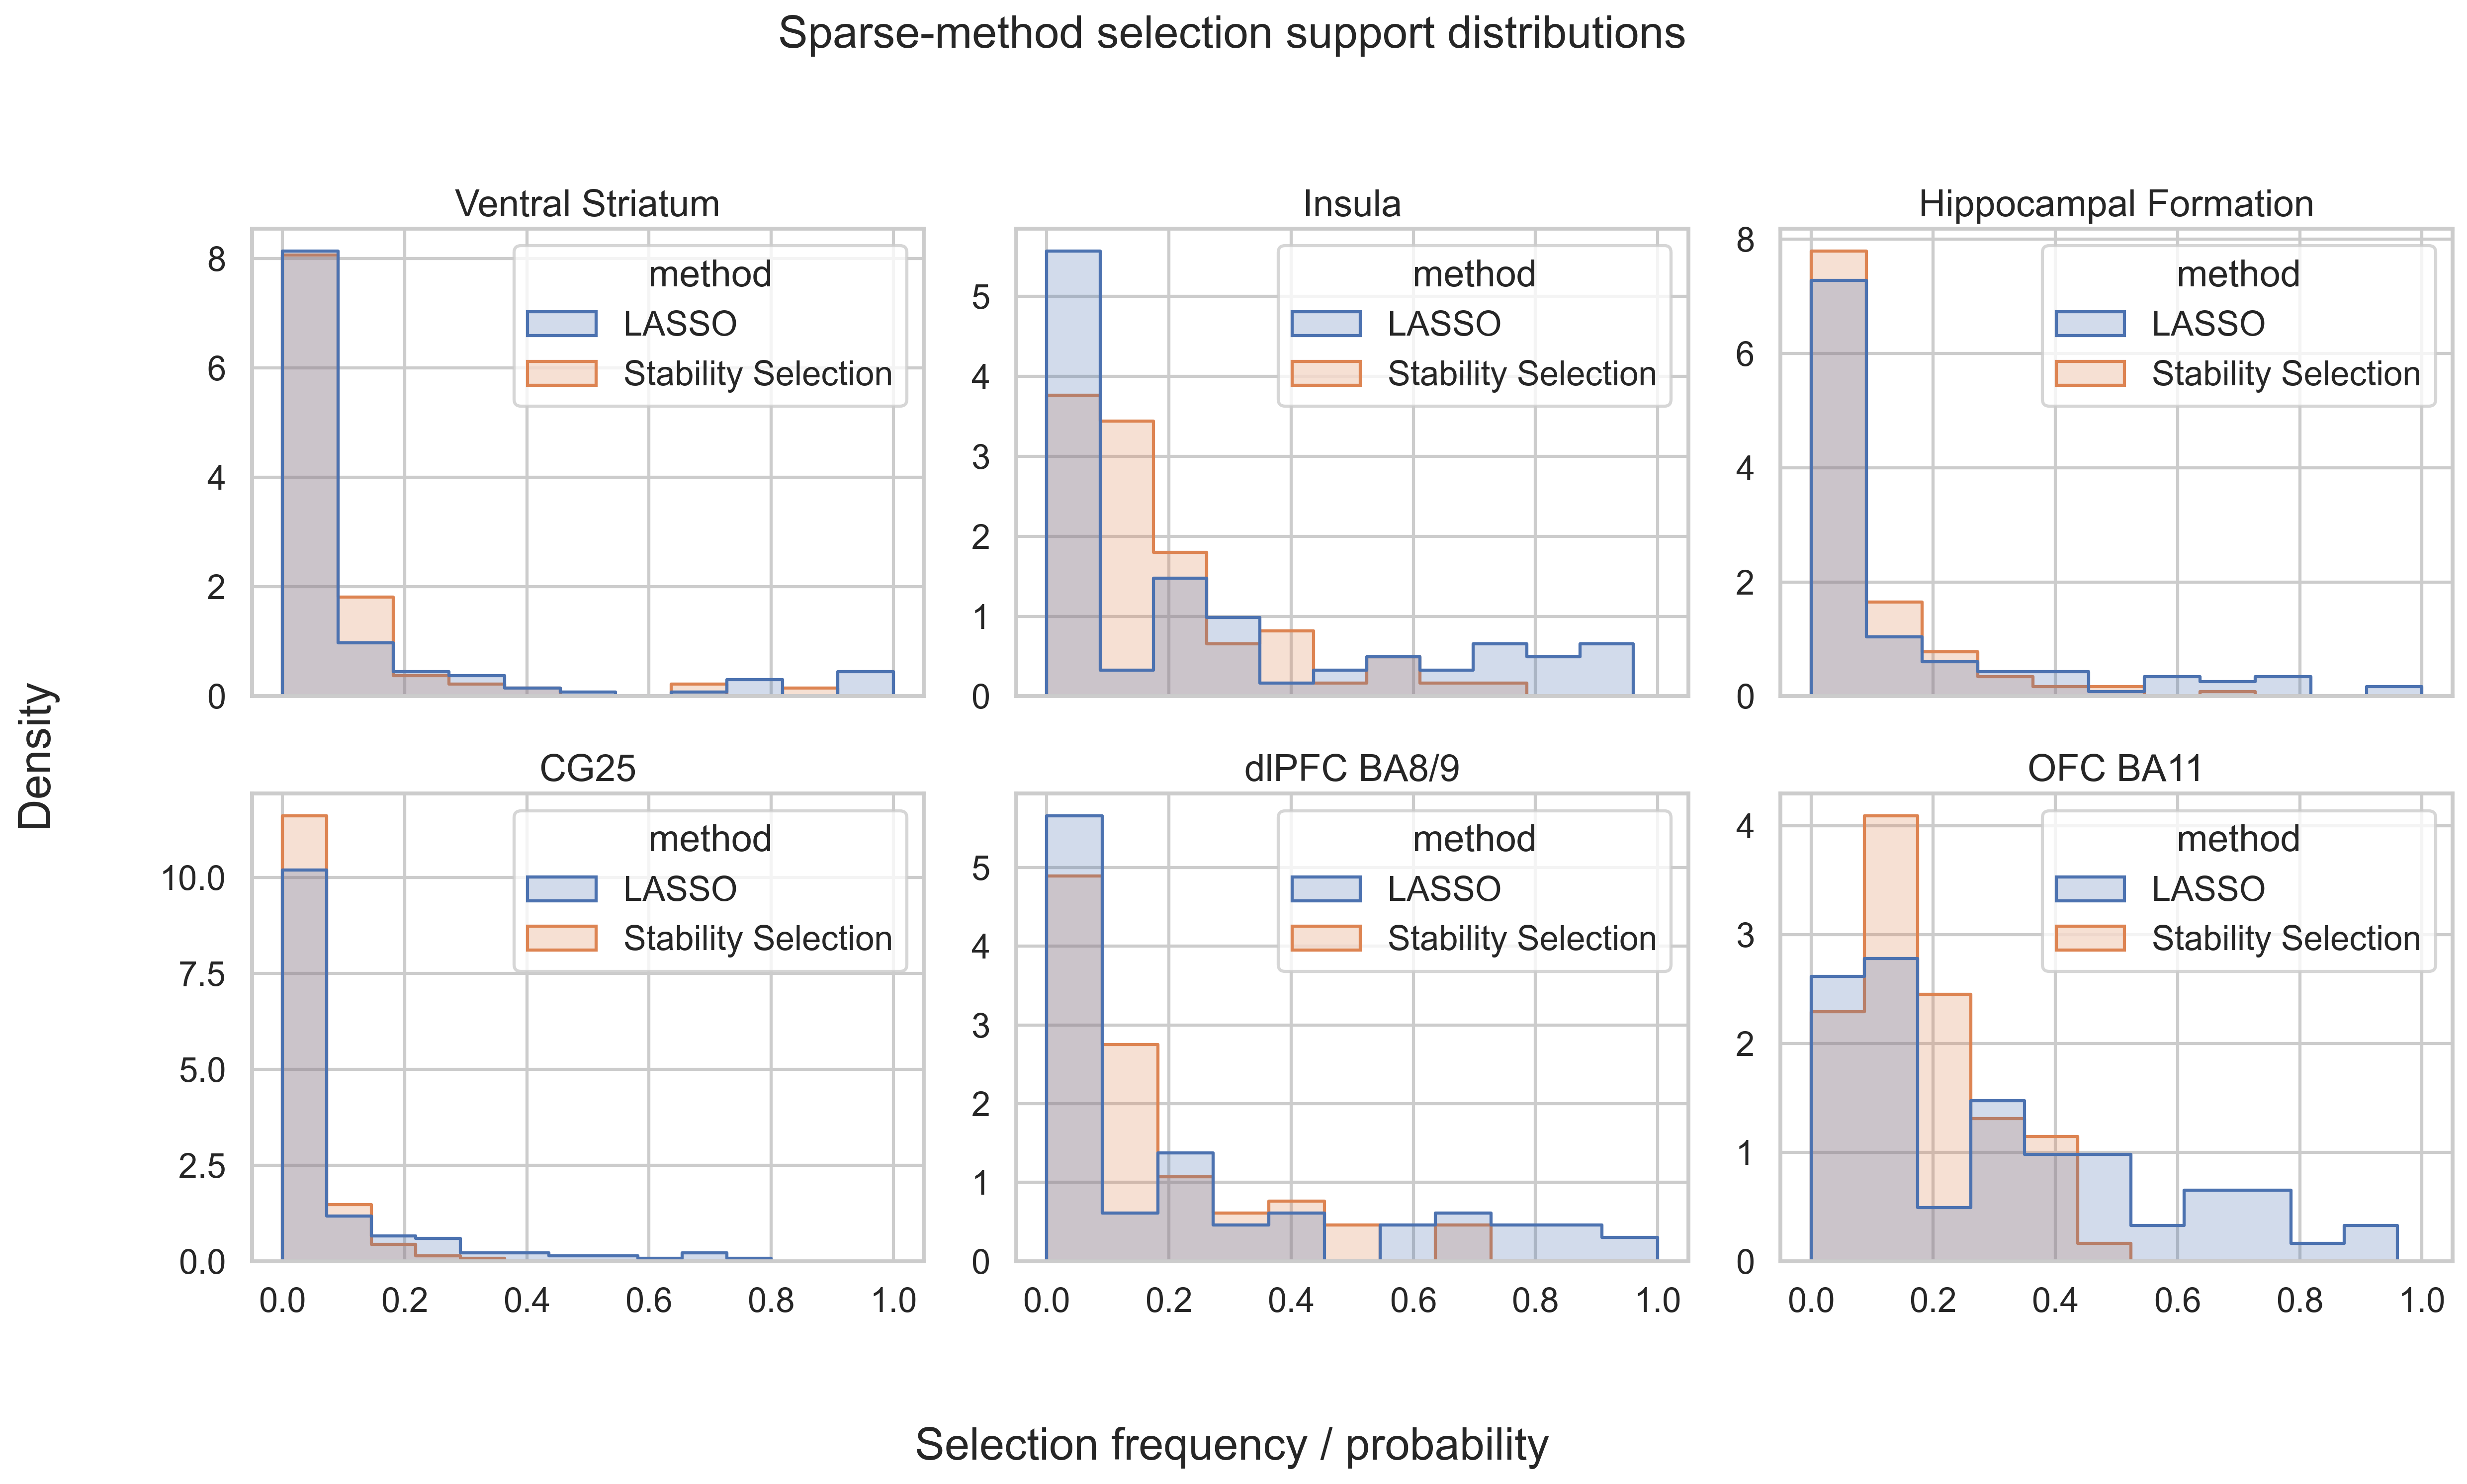 Sparse-method selection support distributions
Ventral Striatum
8
6
4
2
0
method
LASSO
Stability Selection
Insula
5
4
3
2
1
0
method
LASSO
Stability Selection
Hippocampal Formation
8
6
4
2
0
method
LASSO
Stability Selection
Density
CG25
10.0
7.5
5.0
2.5
0.0
method
LASSO
Stability Selection
0.0 0.2 0.4 0.6 0.8 1.0
dlPFC BA8/9
5
4
3
2
1
0
method
LASSO
Stability Selection
0.0 0.2 0.4 0.6 0.8 1.0
OFC BA11
4
3
2
1
0
method
LASSO
Stability Selection
0.0 0.2 0.4 0.6 0.8 1.0
Selection frequency / probability